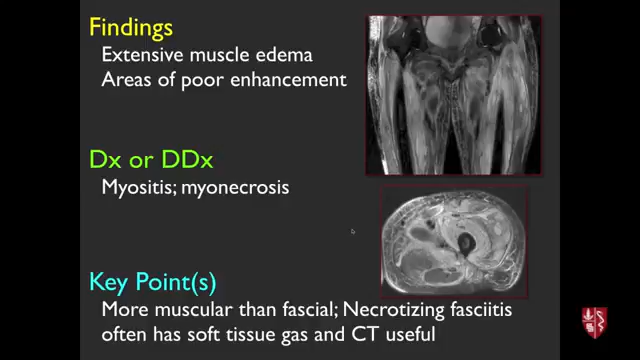 Findings
Extensive muscle edema
Areas of poor enhancement
Dx or DDx
Myositis; myonecrosis
Key Point(s)
More muscular than fascial; Necrotizing fasciitis
often has soft tissue gas and CT useful